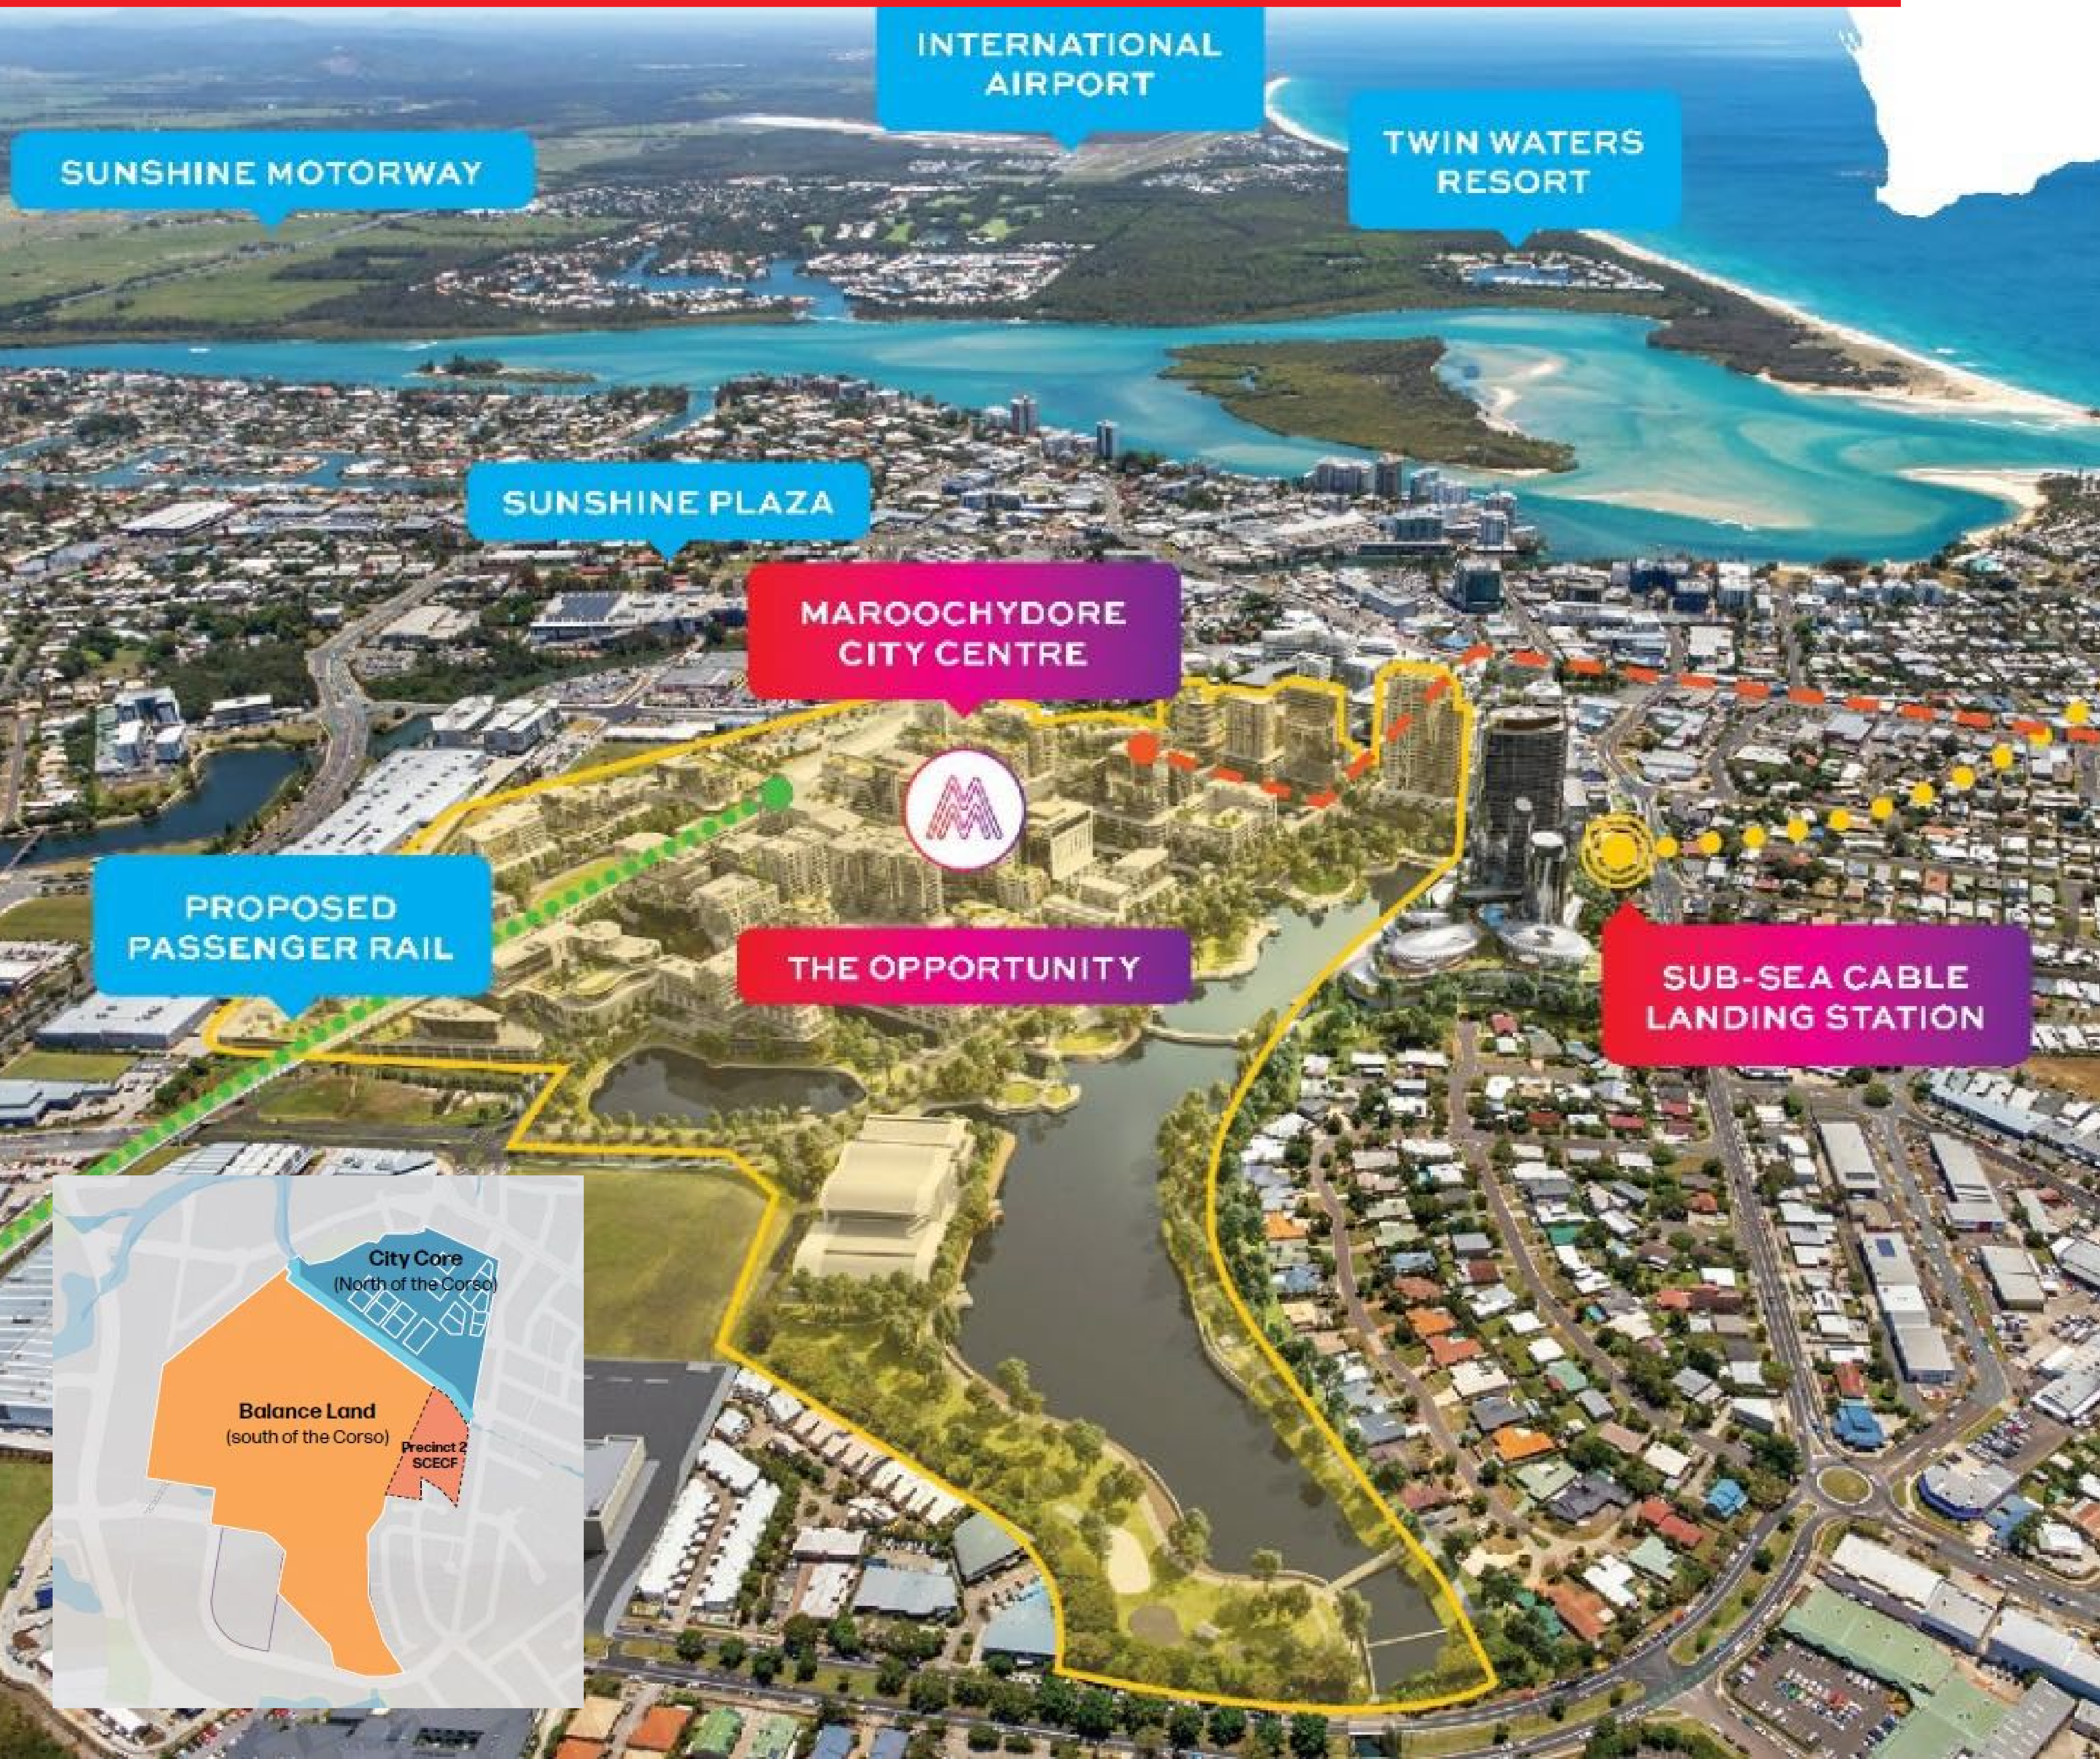 INTERNATIONAL
AIRPORT
TWIN WATERS
RESORT
SUNSHINE MOTORWAY
SUNSHINE PLAZA
MAROOCHYDORE
CITY CENTRE
PROPOSED
PASSENGER RAIL
THE OPPORTUNITY
SUB-SEA CABLE
LANDING STATION
City Core
(North of the Corso)
Balance Land
(south of the Corso)
Precinct 2
SCECF